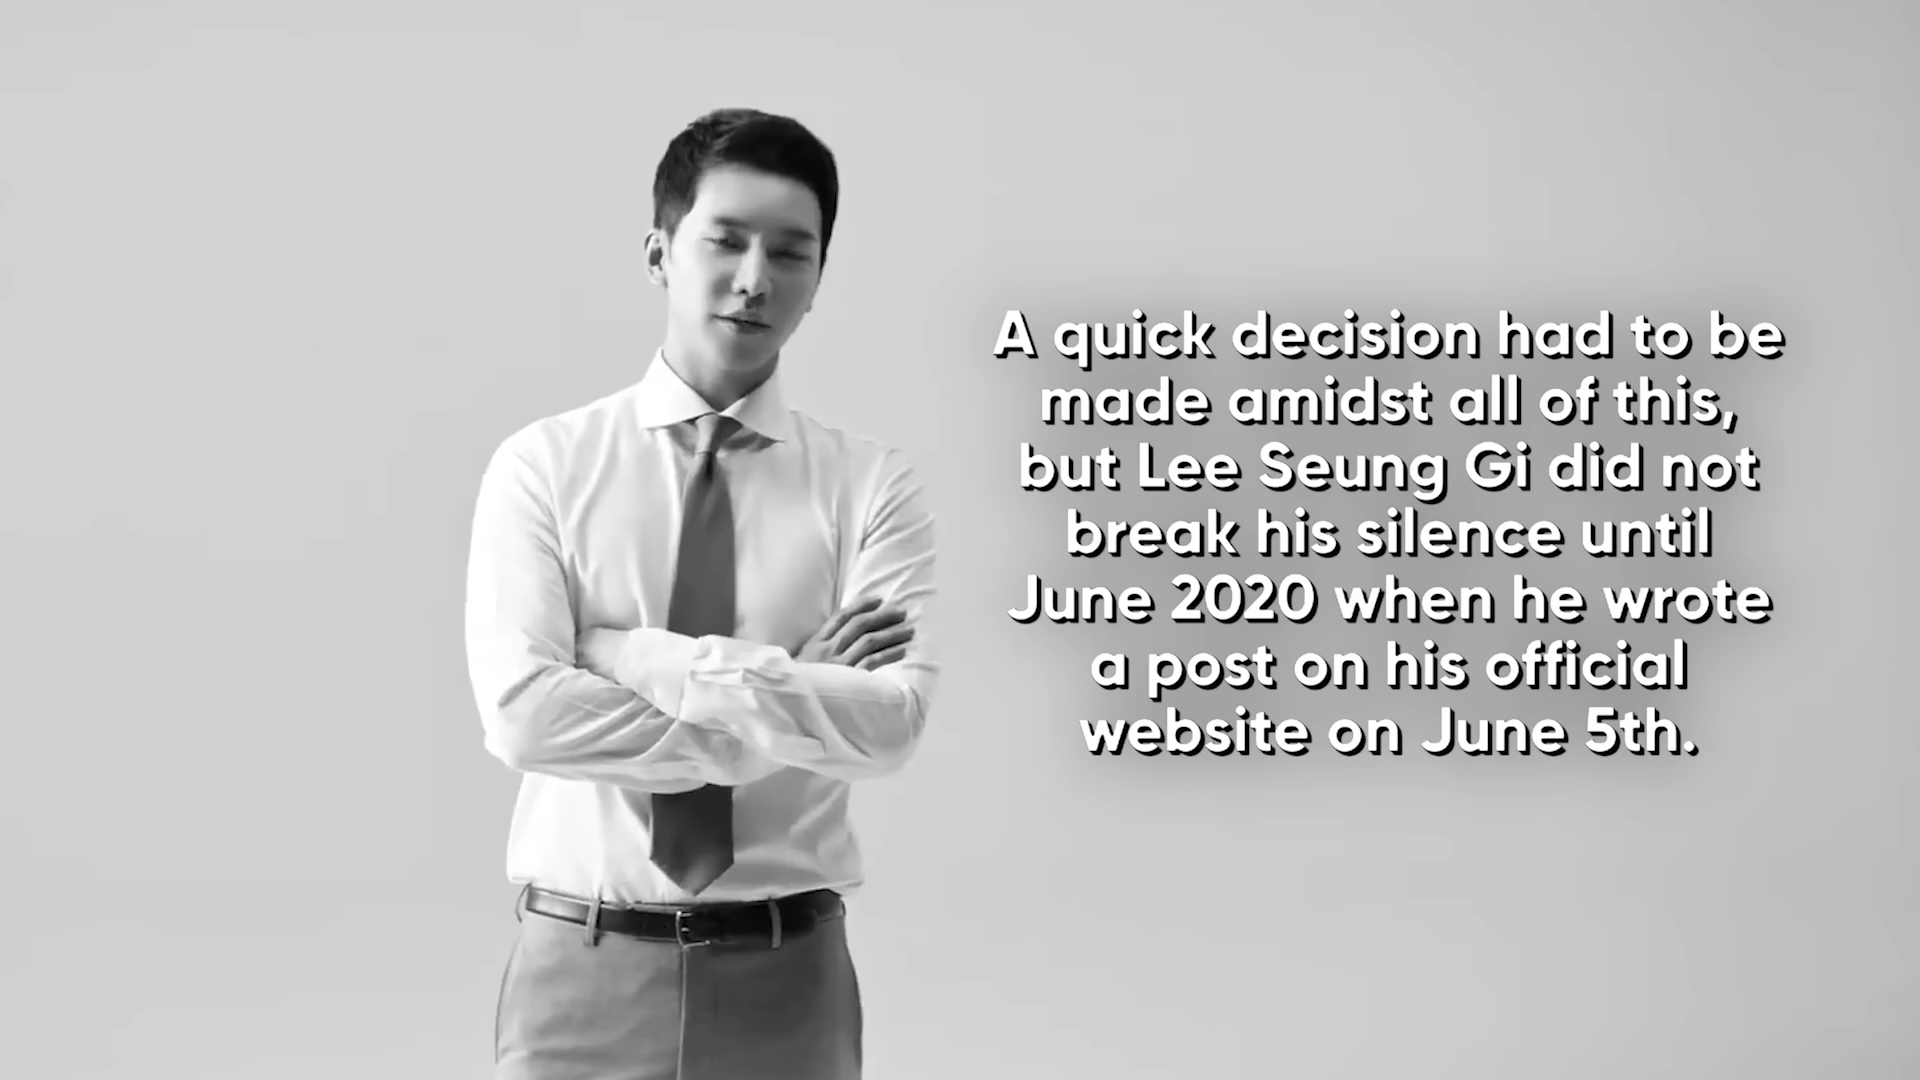 A quick decision had to be
made amidst all of this,
but Lee Seung Gi did not
break his silence until
June 2020 when he wrote
a post on his official
website on June 5th.